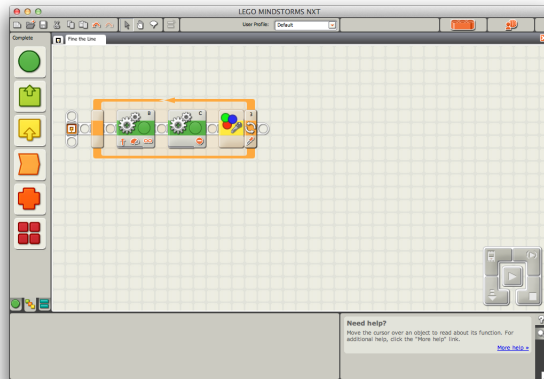 LEGO MINDSTORMS NXT
User Profile: Default
Complete
Fine the Line
B
C
3
Need help?
Move the cursor over an object to read about its function. For
additional help, click the "More help" link.
More help »
?